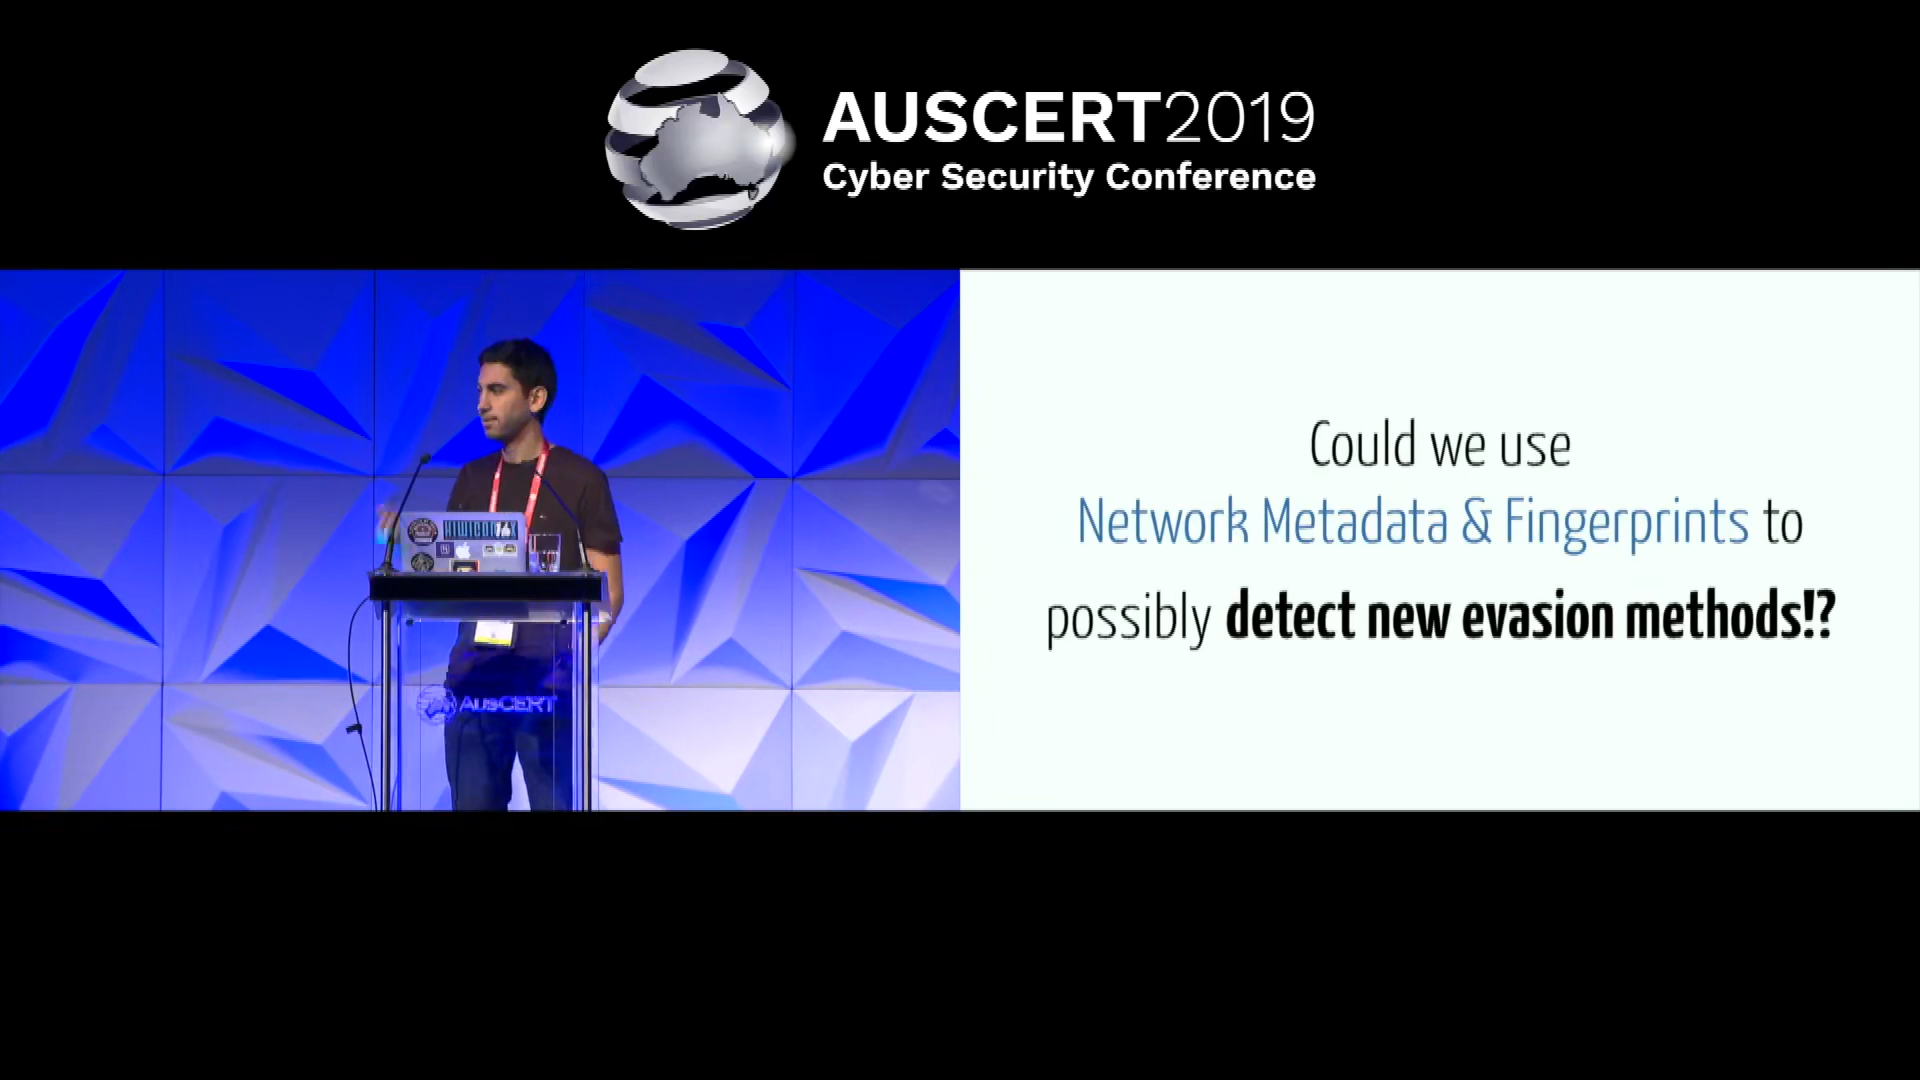 AUSCERT2019
Cyber Security Conference
Could we use
Network Metadata & Fingerprints to
possibly detect new evasion methods!?
AUSCERT